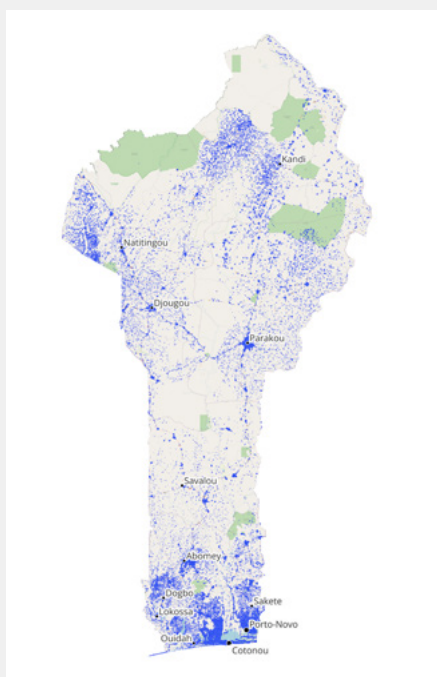 Kandi
Natitingou
Djougou
Parakou
Savalou
Abomey
Dogbo
Sakete
Lokossa
Porto-Novo
Ouidah
Cotonou